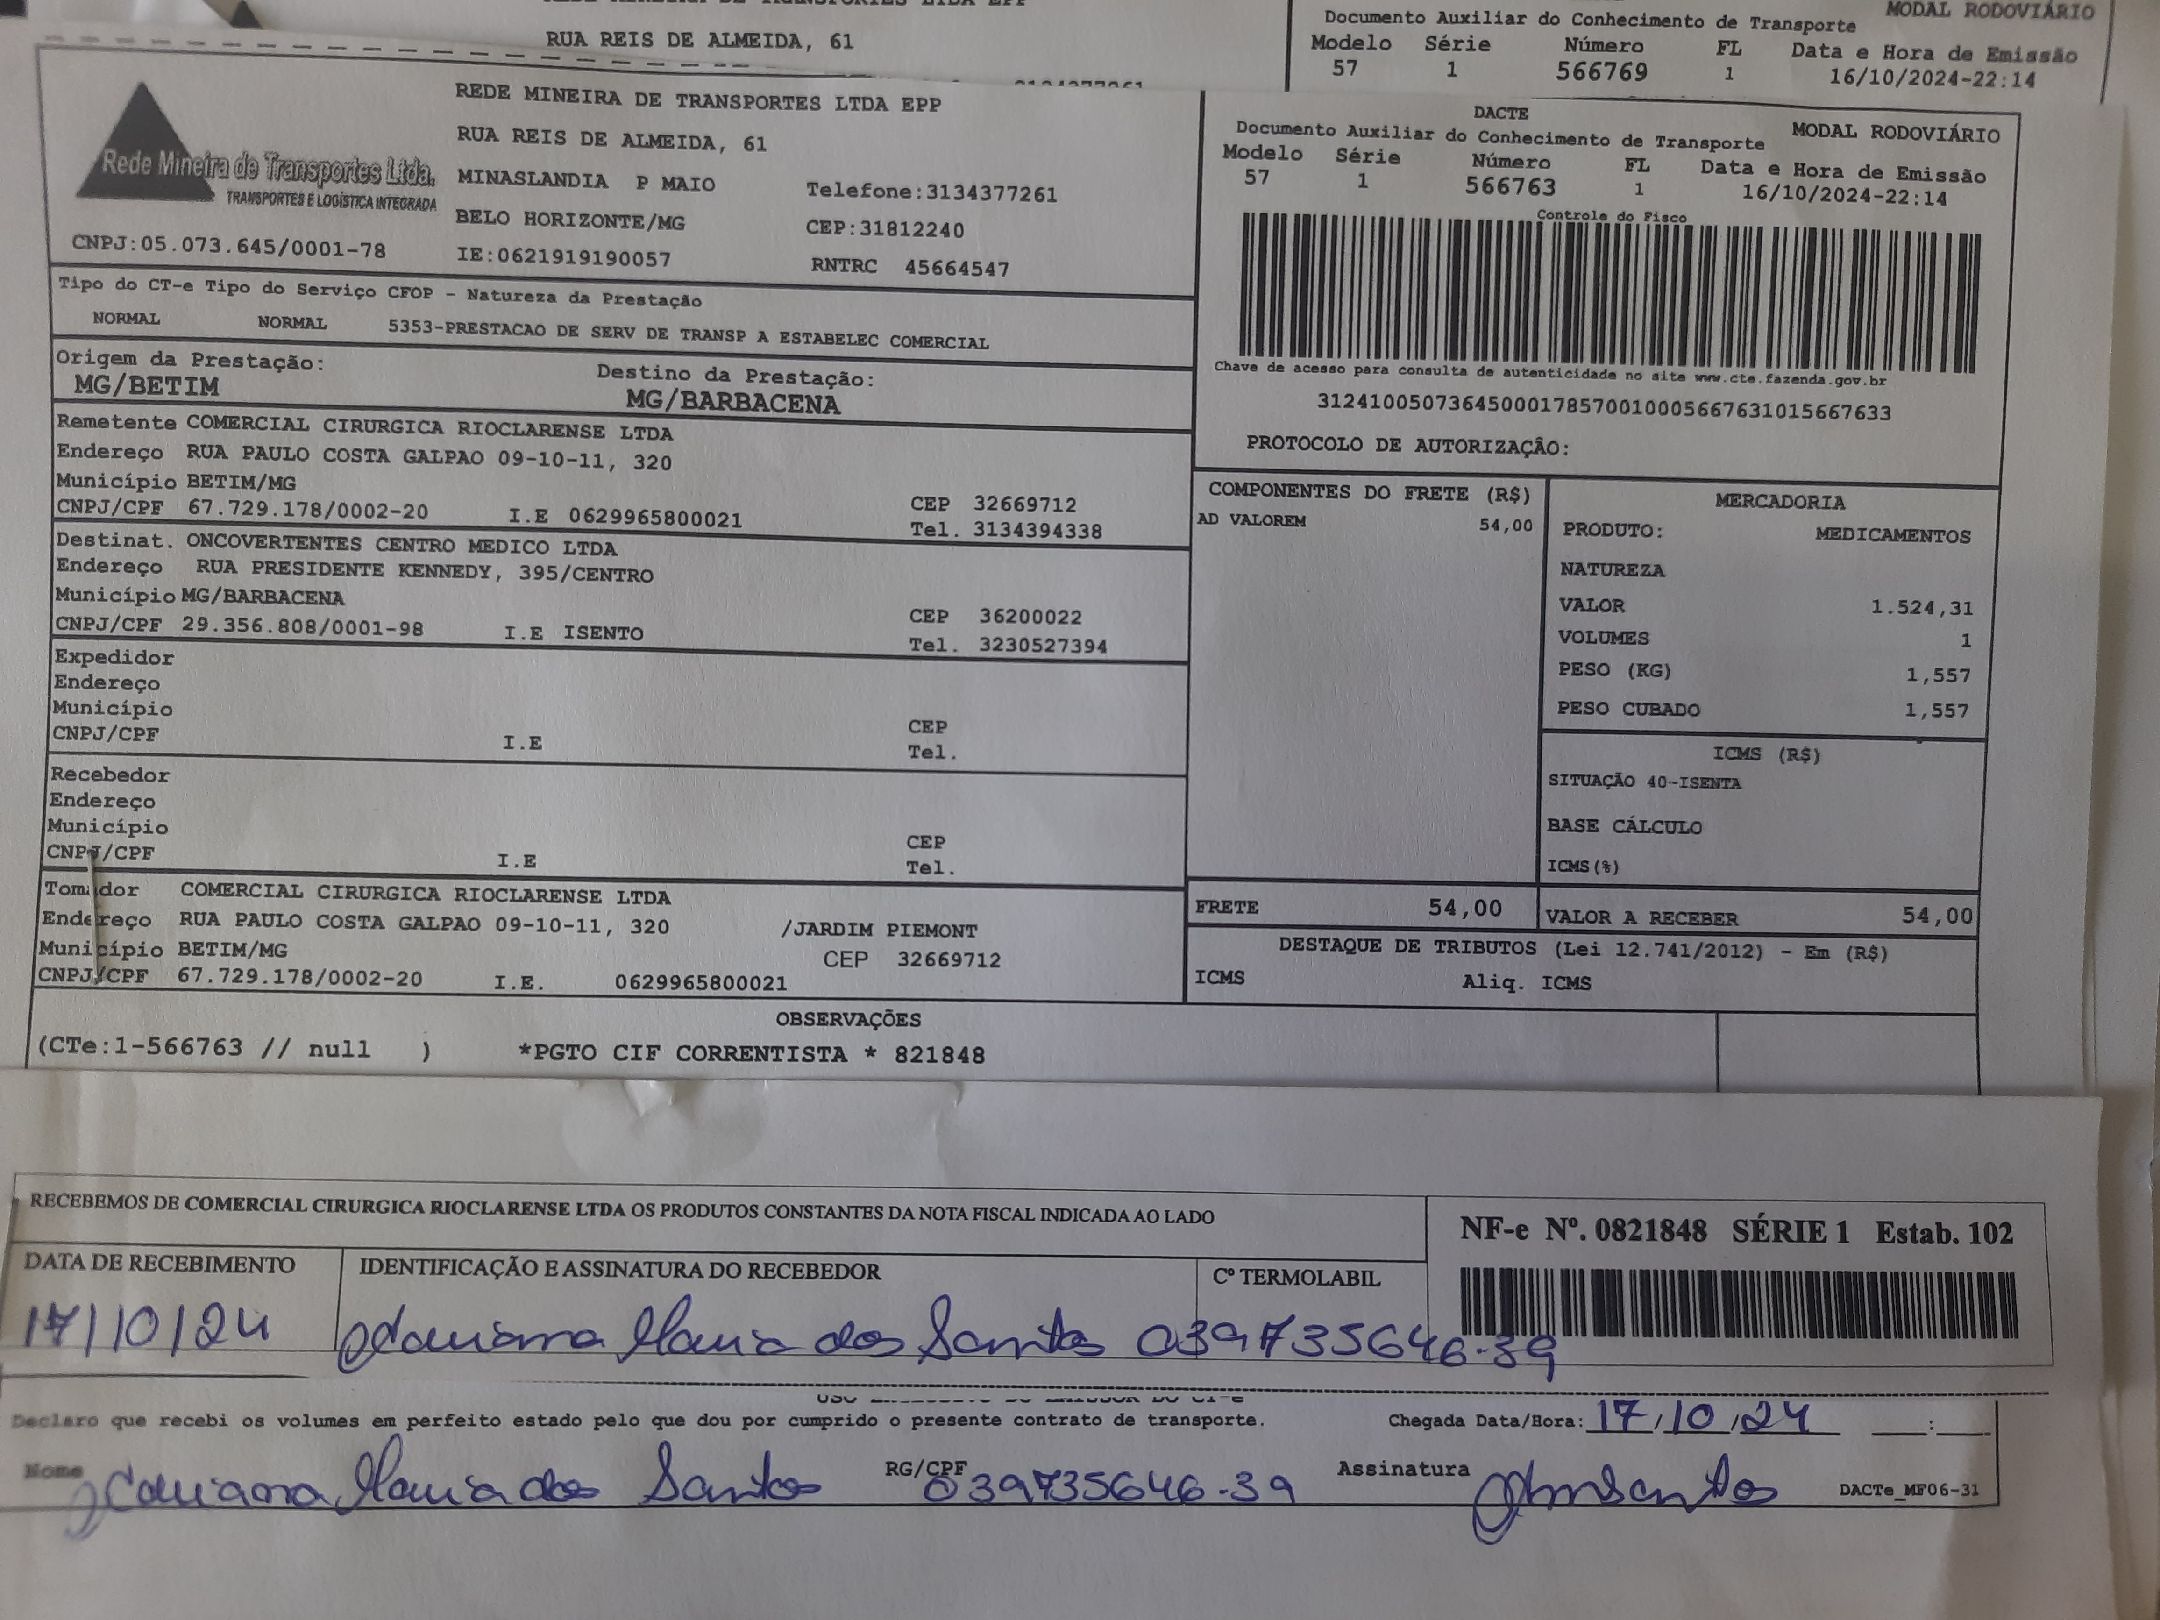 RUA REIS DE ALMEIDA, 61
MODAL RODOVIÁRIO
Documento Auxiliar do Conhecimento de Transporte
Modelo Série Número FL Data e Hora de Emissão
57 1 566769 1 16/10/2024-22:14
REDE MINEIRA DE TRANSPORTES LTDA EPP
RUA REIS DE ALMEIDA, 61
Rede Mineira de Transportes Ltda.
TRANSPORTES E LOGÍSTICA INTEGRADA
MINASLANDIA P MAIO Telefone:3134377261
BELO HORIZONTE/MG CEP:31812240
CNPJ:05.073.645/0001-78 IE:0621919190057 RNTRC 45664547
DACTE
Documento Auxiliar do Conhecimento de Transporte MODAL RODOVIÁRIO
Modelo Série Número FL Data e Hora de Emissão
57 1 566763 1 16/10/2024-22:14
Controle do Fisco
Chave de acesso para consulta de autenticidade no site www.cte.fazenda.gov.br
31241005073645000178570010005667631015667633
PROTOCOLO DE AUTORIZAÇÃO:
Tipo do CT-e Tipo do Serviço CFOP - Natureza da Prestação
NORMAL NORMAL 5353-PRESTACAO DE SERV DE TRANSP A ESTABELEC COMERCIAL
Origem da Prestação: Destino da Prestação:
MG/BETIM MG/BARBACENA
Remetente COMERCIAL CIRURGICA RIOCLARENSE LTDA
Endereço RUA PAULO COSTA GALPAO 09-10-11, 320
Município BETIM/MG CEP 32669712
CNPJ/CPF 67.729.178/0002-20 I.E 0629965800021 Tel. 3134394338
Destinat. ONCOVERTENTES CENTRO MEDICO LTDA
Endereço RUA PRESIDENTE KENNEDY, 395/CENTRO
Município MG/BARBACENA CEP 36200022
CNPJ/CPF 29.356.808/0001-98 I.E ISENTO Tel. 3230527394
Expedidor
Endereço
Município CEP
CNPJ/CPF I.E Tel.
Recebedor
Endereço
Município CEP
CNPJ/CPF I.E Tel.
Tomador COMERCIAL CIRURGICA RIOCLARENSE LTDA
Endereço RUA PAULO COSTA GALPAO 09-10-11, 320 /JARDIM PIEMONT
Município BETIM/MG CEP 32669712
CNPJ/CPF 67.729.178/0002-20 I.E. 0629965800021
COMPONENTES DO FRETE (R$)
AD VALOREM 54,00
MERCADORIA
PRODUTO: MEDICAMENTOS
NATUREZA
VALOR 1.524,31
VOLUMES 1
PESO (KG) 1,557
PESO CUBADO 1,557
ICMS (R$)
SITUAÇÃO 40-ISENTA
BASE CÁLCULO
ICMS(%)
FRETE 54,00 VALOR A RECEBER 54,00
DESTAQUE DE TRIBUTOS (Lei 12.741/2012) - Em (R$)
ICMS Aliq. ICMS
OBSERVAÇÕES
(CTe:1-566763 // null ) *PGTO CIF CORRENTISTA * 821848
RECEBEMOS DE COMERCIAL CIRURGICA RIOCLARENSE LTDA OS PRODUTOS CONSTANTES DA NOTA FISCAL INDICADA AO LADO
NF-e Nº. 0821848 SÉRIE 1 Estab. 102
DATA DE RECEBIMENTO IDENTIFICAÇÃO E ASSINATURA DO RECEBEDOR Cº TERMOLABIL
17/10/24 Maria dos Santos 039735646-39
Declaro que recebi os volumes em perfeito estado pelo que dou por cumprido o presente contrato de transporte. Chegada Data/Hora: 17/10/24 :
Nome Maria dos Santos RG/CPF 039735646-39 Assinatura DACTe_MF06-31